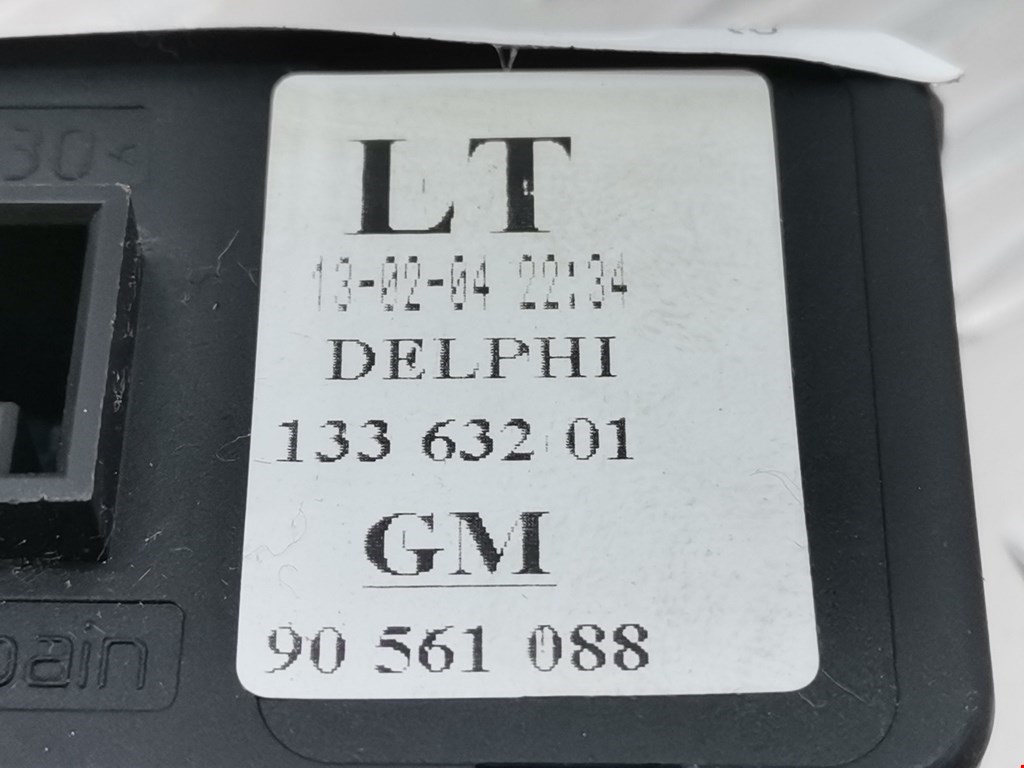 30<
LT
13-02-04 22:34
DELPHI
133 632 01
GM
90 561 088
pain